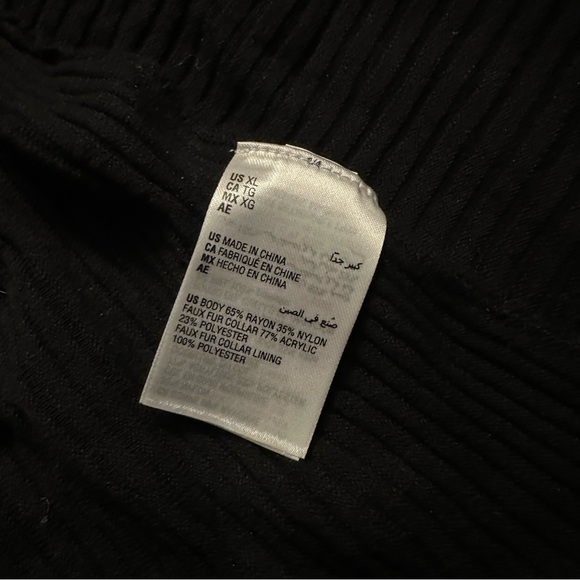 US XL
CA TG
MX XG
AE
كبير جدًا
US MADE IN CHINA
CA FABRIQUÉ EN CHINE
MX HECHO EN CHINA
AE
صنع في الصين
US BODY 65% RAYON 35% NYLON
FAUX FUR COLLAR 77% ACRYLIC
23% POLYESTER
FAUX FUR COLLAR LINING
100% POLYESTER